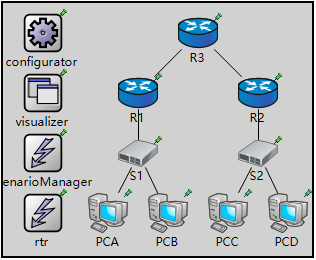 R3
configurator
R1
R2
visualizer
S1
S2
enarioManager
rtr
PCA
PCB
PCC
PCD